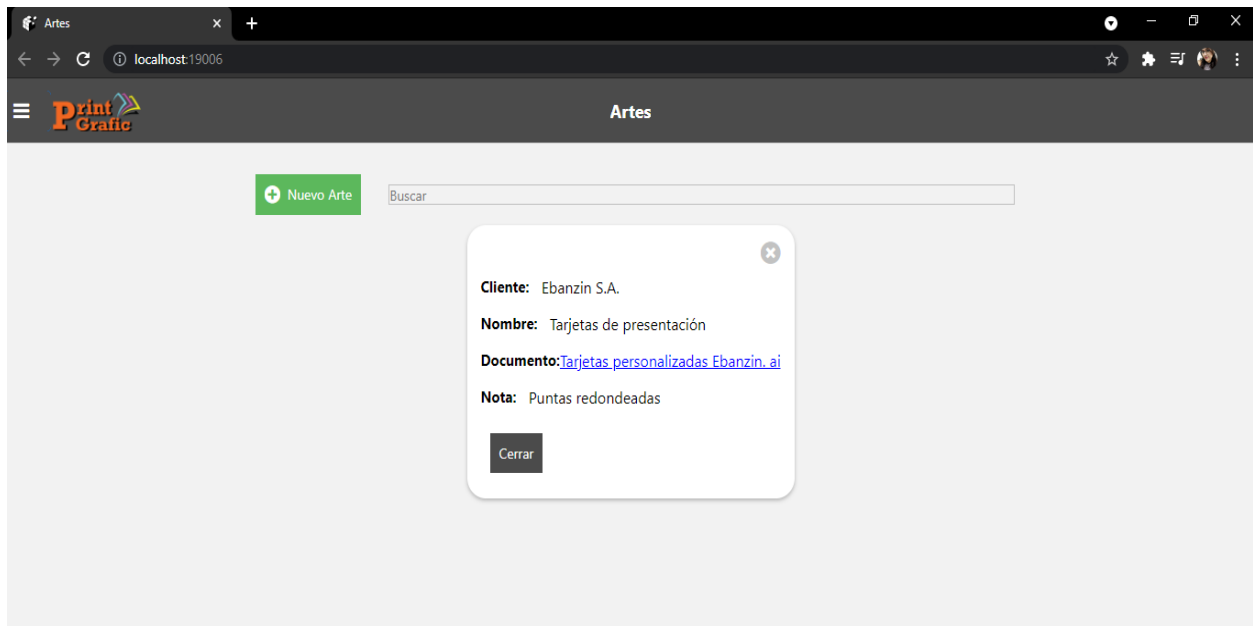 Artes
localhost:19006
Print
Grafic
Artes
Nuevo Arte
Buscar
Cliente: Ebanzin S.A.
Nombre: Tarjetas de presentación
Documento:Tarjetas personalizadas Ebanzin. ai
Nota: Puntas redondeadas
Cerrar